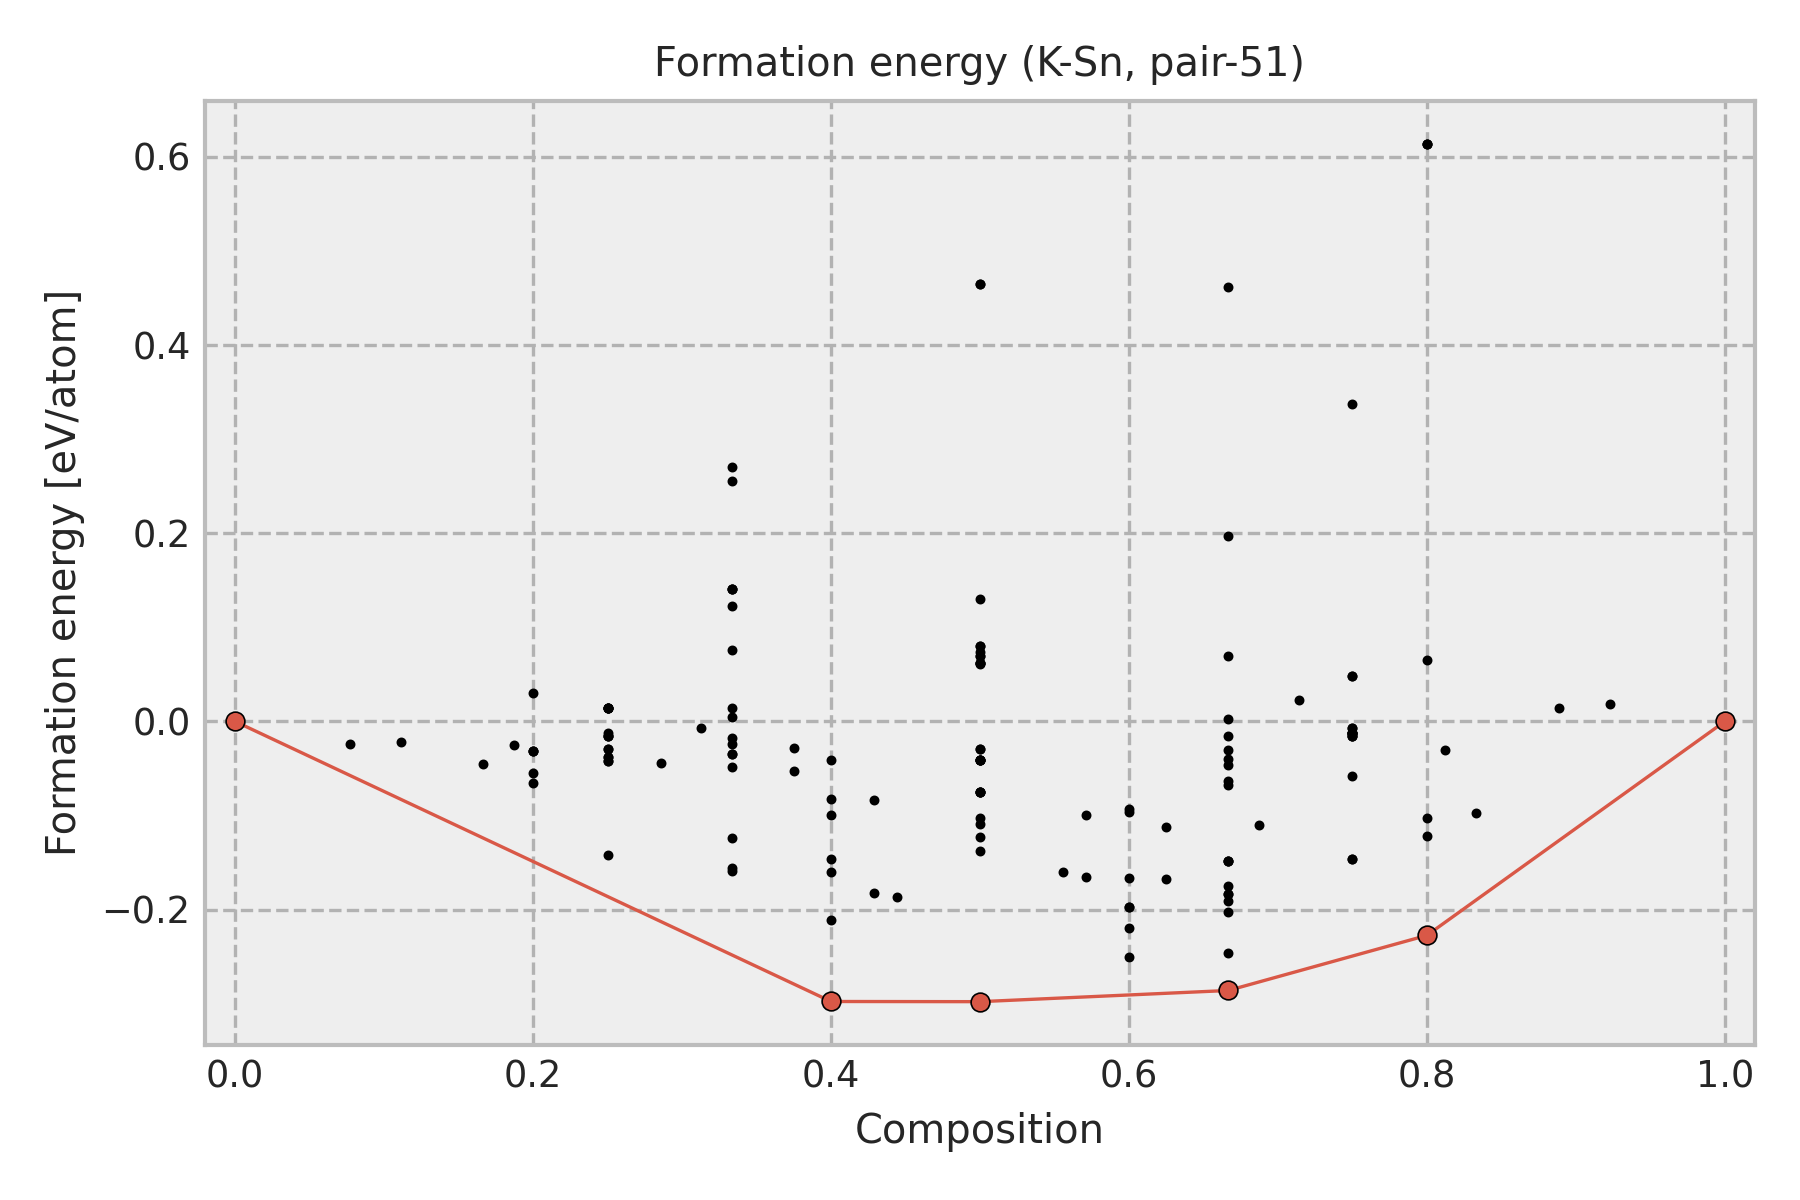 Formation energy (K-Sn, pair-51)
Formation energy [eV/atom]
0.6
0.4
0.2
0.0
−0.2
0.0 0.2 0.4 0.6 0.8 1.0
Composition